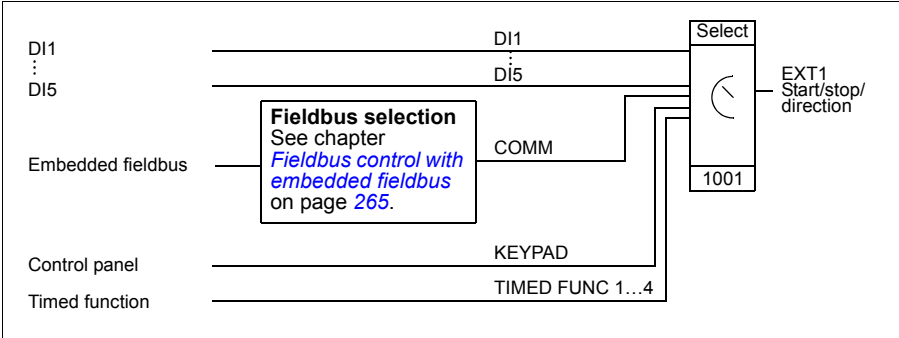 DI1
DI5
Embedded fieldbus
Control panel
Timed function
Fieldbus selection
See chapter
Fieldbus control with
embedded fieldbus
on page 265.
DI1
DI5
COMM
KEYPAD
TIMED FUNC 1…4
Select
1001
EXT1
Start/stop/
direction